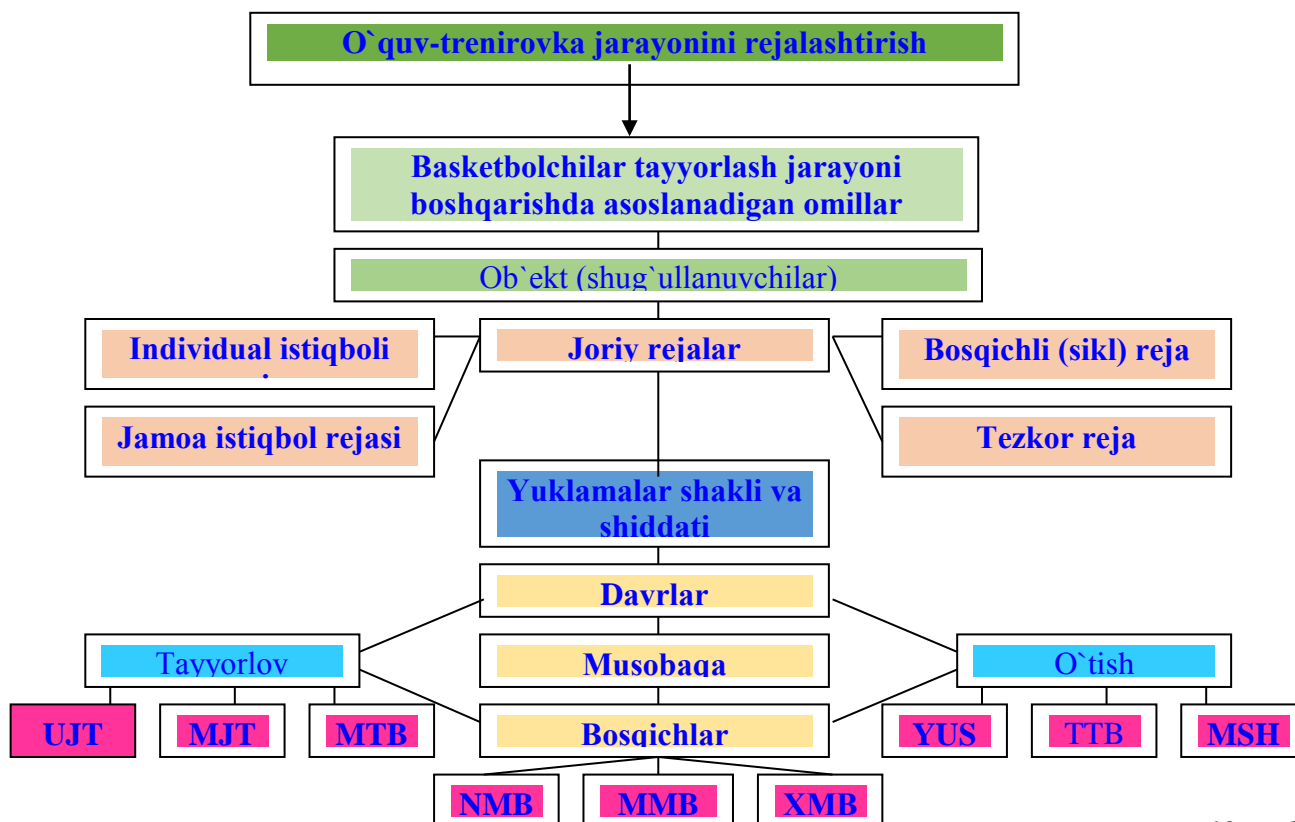 O`quv-trenirovka jarayonini rejalashtirish
Basketbolchilar tayyorlash jarayoni
boshqarishda asoslanadigan omillar
Ob`ekt (shug`ullanuvchilar)
Individual istiqboli
Joriy rejalar
Bosqichli (sikl) reja
Jamoa istiqbol rejasi
Tezkor reja
Yuklamalar shakli va
shiddati
Davrlar
Tayyorlov
Musobaqa
O`tish
UJT
MJT
MTB
Bosqichlar
YUS
TTB
MSH
NMB
MMB
XMB